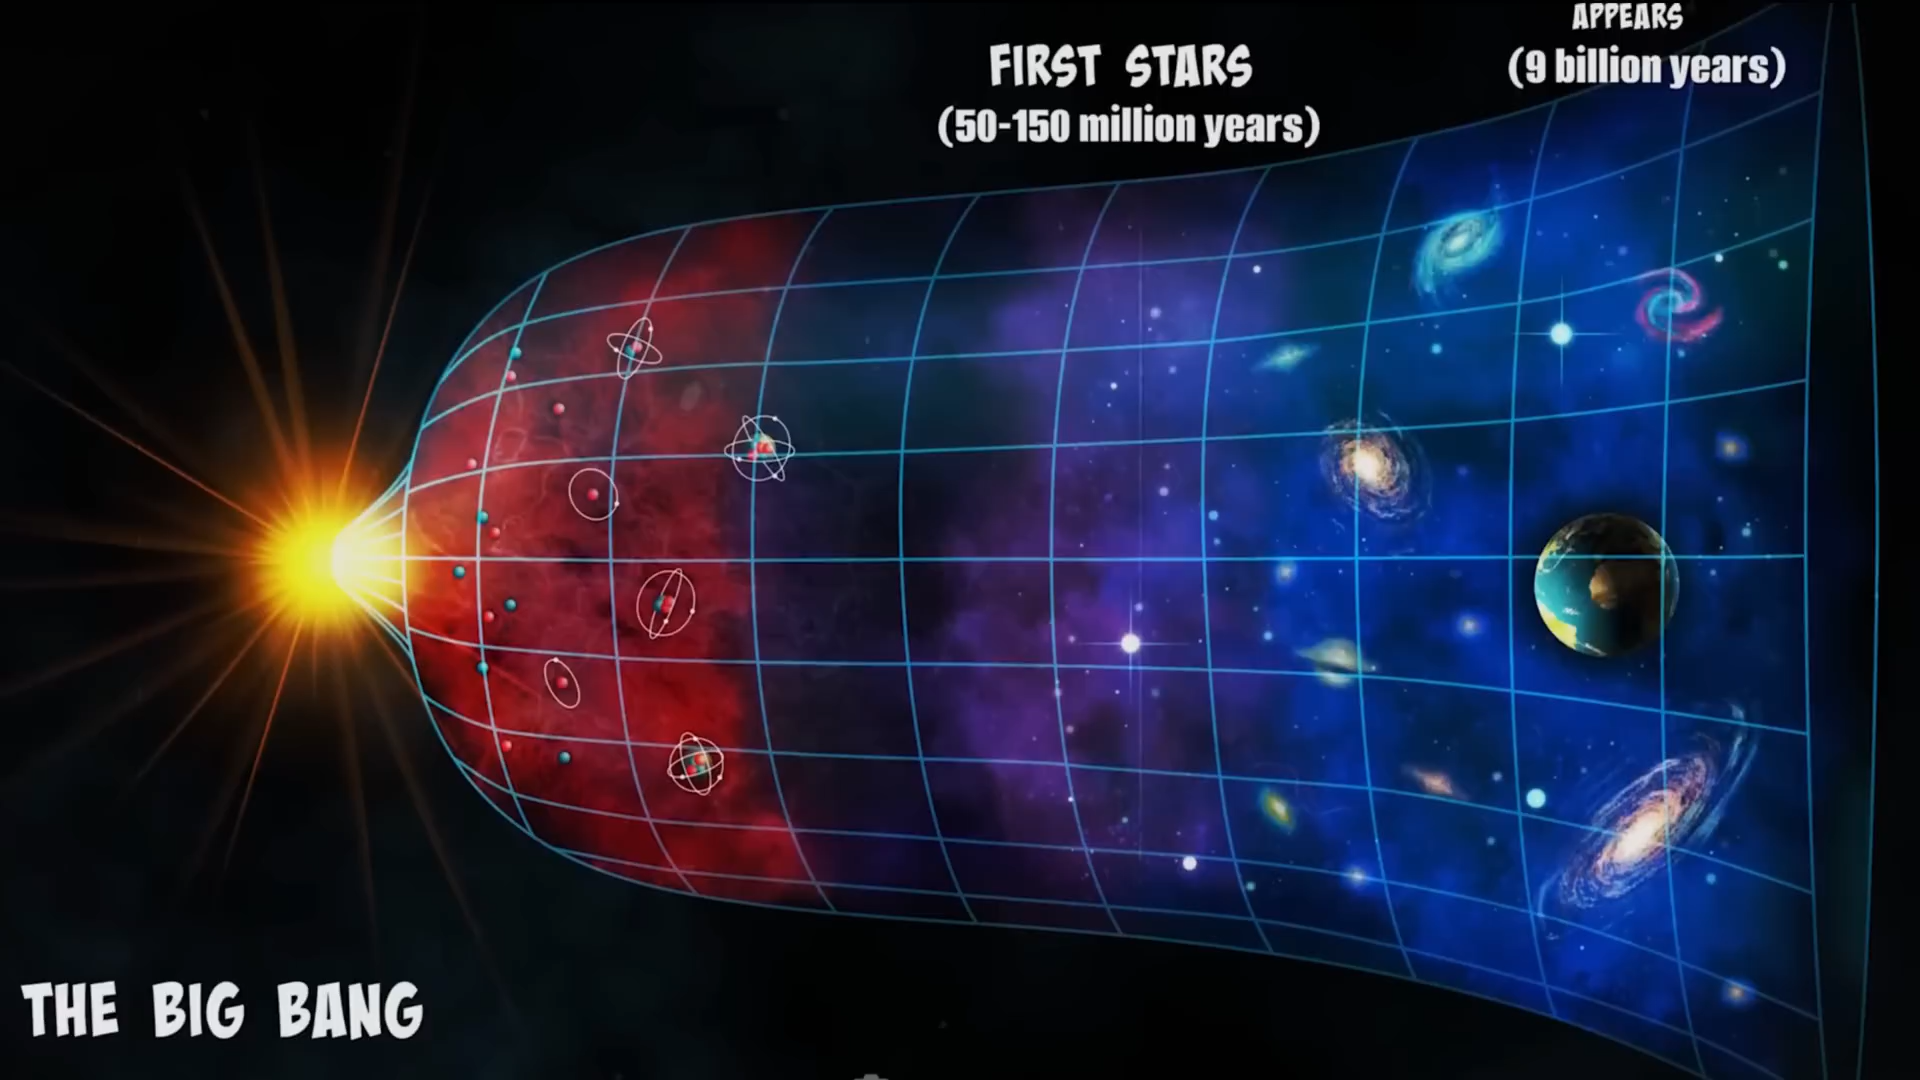 APPEARS
(9 billion years)
FIRST STARS
(50-150 million years)
THE BIG BANG